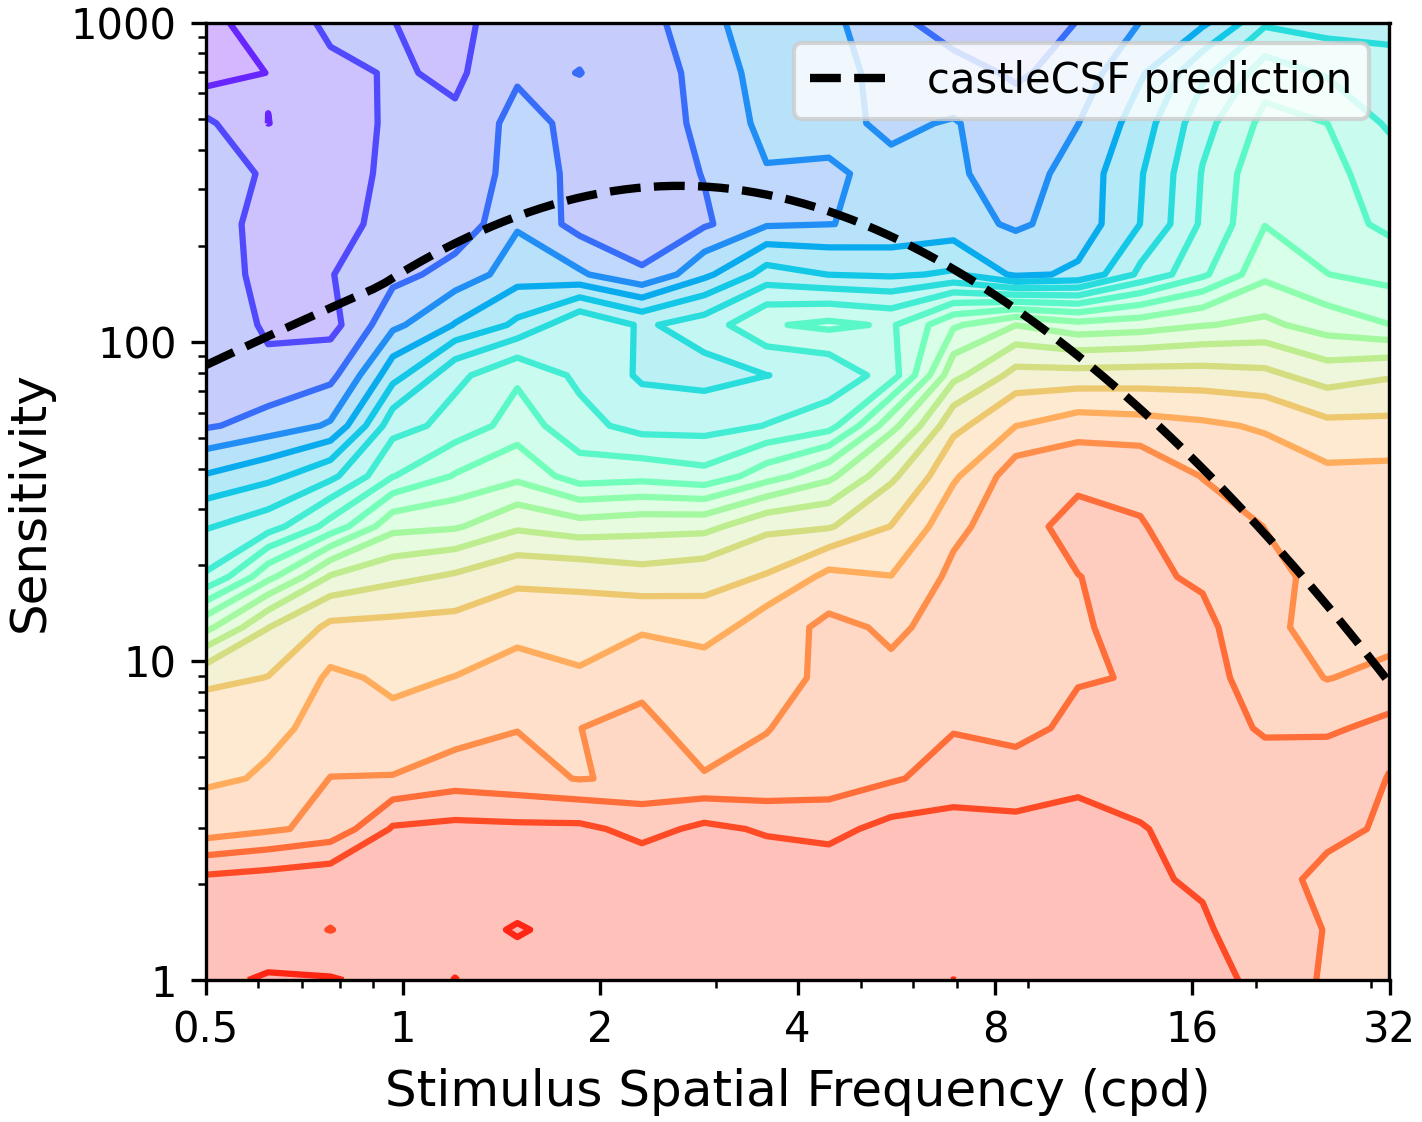 castleCSF prediction
Sensitivity
1000
100
10
1
0.5 1 2 4 8 16 32
Stimulus Spatial Frequency (cpd)